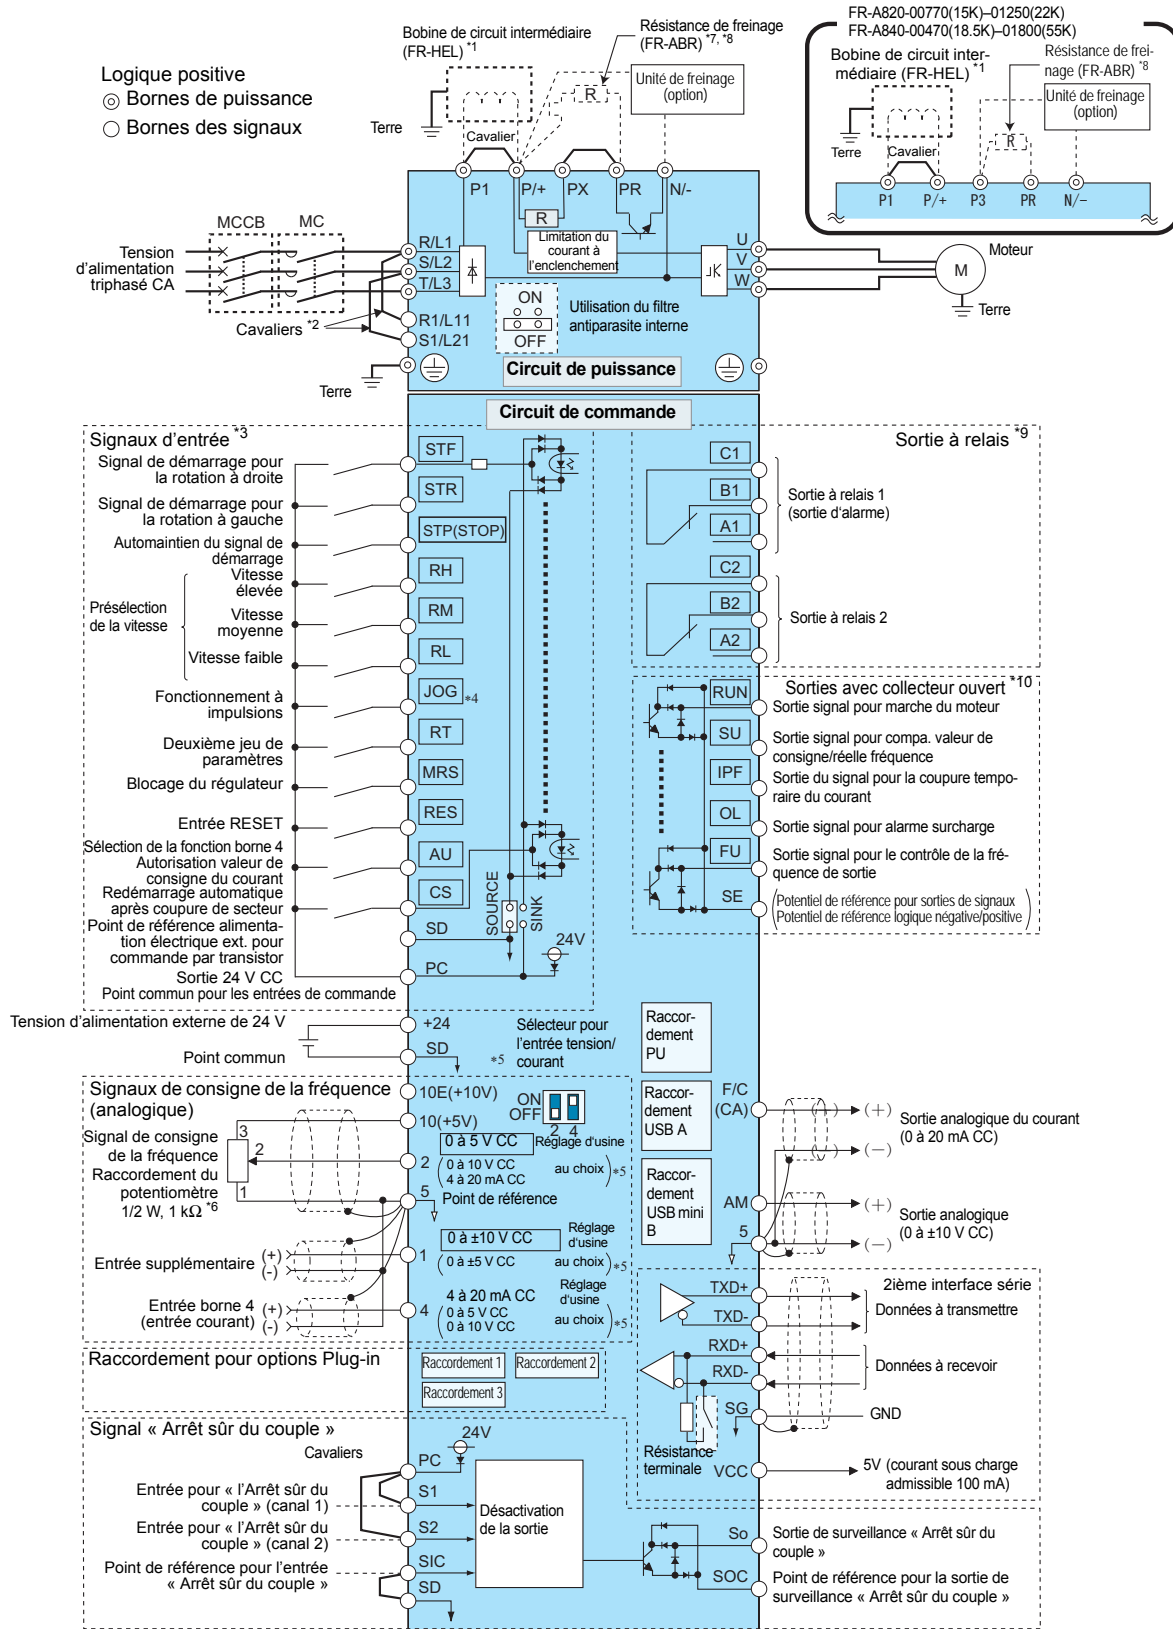 Logique positive
Bornes de puissance
Bornes des signaux
Bobine de circuit intermédiaire
(FR-HEL) *1
Résistance de freinage
(FR-ABR) *7, *8
Unité de freinage
(option)
R
Terre
Cavalier
FR-A820-00770(15K)–01250(22K)
FR-A840-00470(18.5K)–01800(55K)
Bobine de circuit inter-
médiaire (FR-HEL) *1
Résistance de frei-
nage (FR-ABR) *8
Unité de freinage
(option)
R
Terre
Cavalier
P1 P/+ P3 PR N/−
P1 P/+ PX PR N/-
R
Limitation du
courant à
l'enclenchement
MCCB MC
Tension
d'alimentation
triphasé CA
R/L1
S/L2
T/L3
R1/L11
S1/L21
Cavaliers *2
Terre
ON
OFF
Utilisation du filtre
antiparasite interne
U
V
W
Moteur
M
Terre
Circuit de puissance
Circuit de commande
Signaux d'entrée *3
Signal de démarrage pour
la rotation à droite
STF
Signal de démarrage pour
la rotation à gauche
STR
Automaintien du signal de
démarrage
STP(STOP)
Présélection
de la vitesse
Vitesse
élevée
RH
Vitesse
moyenne
RM
Vitesse faible
RL
Fonctionnement à
impulsions
JOG *4
Deuxième jeu de
paramètres
RT
Blocage du régulateur
MRS
Entrée RESET
RES
Sélection de la fonction borne 4
Autorisation valeur de
consigne du courant
AU
Redémarrage automatique
après coupure de secteur
CS
Point de référence alimenta-
tion électrique ext. pour
commande par transistor
SD
Sortie 24 V CC
Point commun pour les entrées de commande
PC
SOURCE
SINK
24V
Sortie à relais *9
C1
B1
A1
Sortie à relais 1
(sortie d'alarme)
C2
B2
A2
Sortie à relais 2
Sorties avec collecteur ouvert *10
RUN
Sortie signal pour marche du moteur
SU
Sortie signal pour compa. valeur de
consigne/réelle fréquence
IPF
Sortie du signal pour la coupure tempo-
raire du courant
OL
Sortie signal pour alarme surcharge
FU
Sortie signal pour le contrôle de la fré-
quence de sortie
SE
(Potentiel de référence pour sorties de signaux
Potentiel de référence logique négative/positive)
Tension d'alimentation externe de 24 V
+24
Point commun
SD
Sélecteur pour
l'entrée tension/
courant
*5
Signaux de consigne de la fréquence
(analogique)
10E(+10V)
10(+5V)
ON
OFF
2 4
Signal de consigne
de la fréquence
Raccordement du
potentiomètre
1/2 W, 1 kΩ *6
3
2
1
0 à 5 V CC
Réglage d'usine
2
(0 à 10 V CC
4 à 20 mA CC
au choix) *5
5
Point de référence
Entrée supplémentaire
(+)
(-)
1
0 à ±10 V CC
Réglage
d'usine
(0 à ±5 V CC
au choix) *5
Entrée borne 4
(entrée courant)
(+)
(-)
4
4 à 20 mA CC
Réglage
d'usine
(0 à 5 V CC
0 à 10 V CC
au choix) *5
Raccor-
dement
PU
Raccor-
dement
USB A
Raccor-
dement
USB mini
B
F/C
(CA)
(+)
(−)
(+)
(−)
Sortie analogique du courant
(0 à 20 mA CC)
AM
5
(+)
(−)
Sortie analogique
(0 à ±10 V CC)
2ième interface série
TXD+
TXD-
Données à transmettre
RXD+
RXD-
Données à recevoir
SG
GND
Résistance
terminale
VCC
5V (courant sous charge
admissible 100 mA)
Raccordement pour options Plug-in
Raccordement 1
Raccordement 2
Raccordement 3
Signal « Arrêt sûr du couple »
Cavaliers
24V
PC
Entrée pour « l'Arrêt sûr du
couple » (canal 1)
S1
Entrée pour « l'Arrêt sûr du
couple » (canal 2)
S2
Point de référence pour l'entrée
« Arrêt sûr du couple »
SIC
SD
Désactivation
de la sortie
So
Sortie de surveillance « Arrêt sûr du
couple »
SOC
Point de référence pour la sortie de
surveillance « Arrêt sûr du couple »